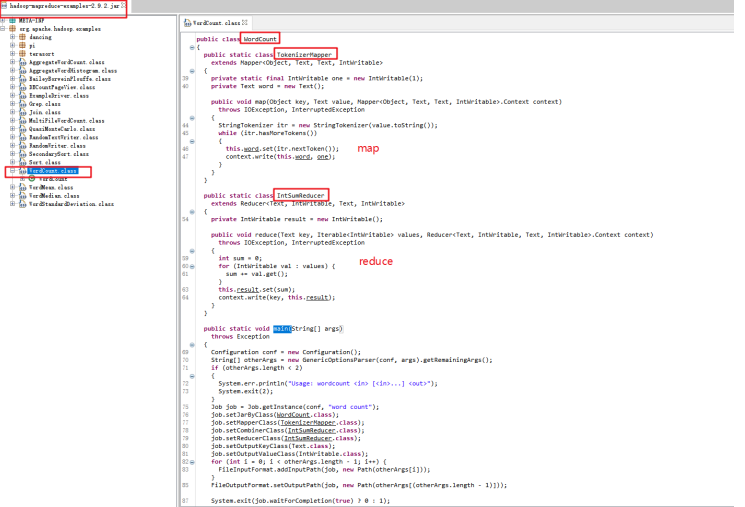 hadoop-mapreduce-examples-2.9.2.jar
META-INF
org.apache.hadoop.examples
dancing
pi
terasort
AggregateWordCount.class
AggregateWordHistogram.class
BaileyBorweinPlouffe.class
DBCountPageView.class
ExampleDriver.class
Grep.class
Join.class
MultiFileWordCount.class
QuasiMonteCarlo.class
RandomTextWriter.class
RandomWriter.class
SecondarySort.class
Sort.class
WordCount.class
WordCount
WordMean.class
WordMedian.class
WordStandardDeviation.class
WordCount.class
public class WordCount
{
public static class TokenizerMapper
extends Mapper<Object, Text, Text, IntWritable>
{
39 private static final IntWritable one = new IntWritable(1);
40 private Text word = new Text();
public void map(Object key, Text value, Mapper<Object, Text, Text, IntWritable>.Context context)
throws IOException, InterruptedException
{
44 StringTokenizer itr = new StringTokenizer(value.toString());
45 while (itr.hasMoreTokens())
{
46 this.word.set(itr.nextToken());
47 context.write(this.word, one);
map
}
}
}
public static class IntSumReducer
extends Reducer<Text, IntWritable, Text, IntWritable>
{
54 private IntWritable result = new IntWritable();
public void reduce(Text key, Iterable<IntWritable> values, Reducer<Text, IntWritable, Text, IntWritable>.Context context)
throws IOException, InterruptedException
{
59 int sum = 0;
60 for (IntWritable val : values) {
reduce
61 sum += val.get();
}
63 this.result.set(sum);
64 context.write(key, this.result);
}
}
public static void main(String[] args)
throws Exception
{
69 Configuration conf = new Configuration();
70 String[] otherArgs = new GenericOptionsParser(conf, args).getRemainingArgs();
71 if (otherArgs.length < 2)
{
72 System.err.println("Usage: wordcount <in> [<in>...] <out>");
73 System.exit(2);
}
75 Job job = Job.getInstance(conf, "word count");
76 job.setJarByClass(WordCount.class);
77 job.setMapperClass(TokenizerMapper.class);
78 job.setCombinerClass(IntSumReducer.class);
79 job.setReducerClass(IntSumReducer.class);
80 job.setOutputKeyClass(Text.class);
81 job.setOutputValueClass(IntWritable.class);
82 for (int i = 0; i < otherArgs.length - 1; i++) {
83 FileInputFormat.addInputPath(job, new Path(otherArgs[i]));
}
85 FileOutputFormat.setOutputPath(job, new Path(otherArgs[(otherArgs.length - 1)]));
87 System.exit(job.waitForCompletion(true) ? 0 : 1);